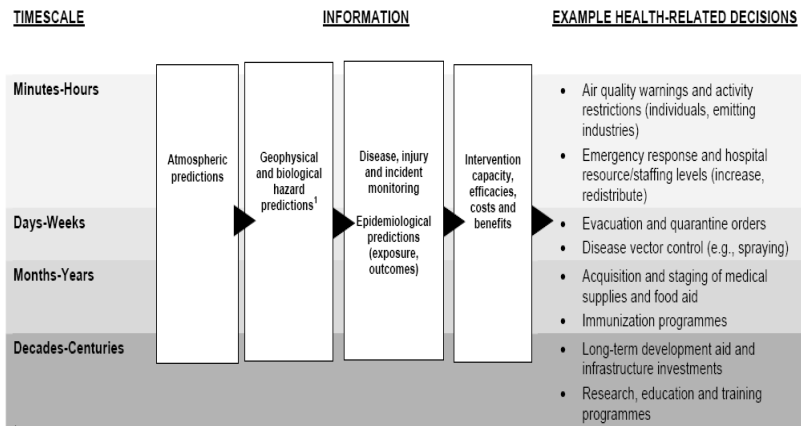 TIMESCALE
INFORMATION
EXAMPLE HEALTH-RELATED DECISIONS
Minutes-Hours
Days-Weeks
Months-Years
Decades-Centuries
Atmospheric
predictions
Geophysical
and biological
hazard
predictions1
Disease, injury
and incident
monitoring
Epidemiological
predictions
(exposure,
outcomes)
Intervention
capacity,
efficacies,
costs and
benefits
• Air quality warnings and activity
restrictions (individuals, emitting
industries)
• Emergency response and hospital
resource/staffing levels (increase,
redistribute)
• Evacuation and quarantine orders
• Disease vector control (e.g., spraying)
• Acquisition and staging of medical
supplies and food aid
• Immunization programmes
• Long-term development aid and
infrastructure investments
• Research, education and training
programmes